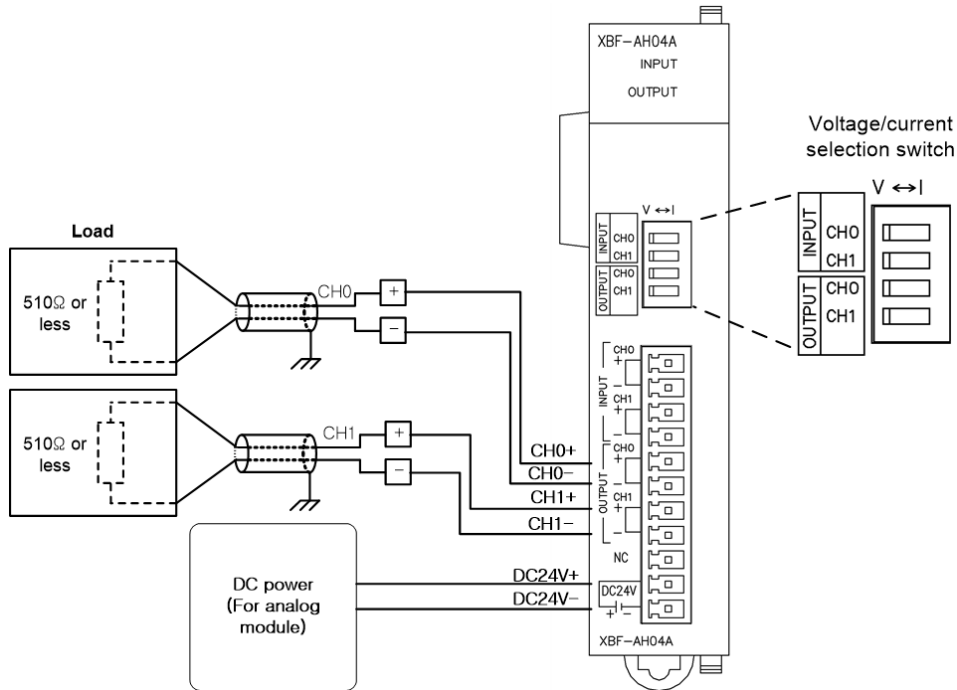 XBF-AH04A
INPUT
OUTPUT
Voltage/current
selection switch
V ↔ I
INPUT
CH0
CH1
OUTPUT
CH0
CH1
V ↔ I
INPUT
CH0
CH1
OUTPUT
CH0
CH1
Load
510Ω or
less
CH0
+
−
510Ω or
less
CH1
+
−
CH0+
CH0−
CH1+
CH1−
INPUT
CH0
+
−
CH1
+
−
OUTPUT
CH0
+
−
CH1
+
−
NC
DC power
(For analog
module)
DC24V+
DC24V−
DC24V
+ −
XBF-AH04A